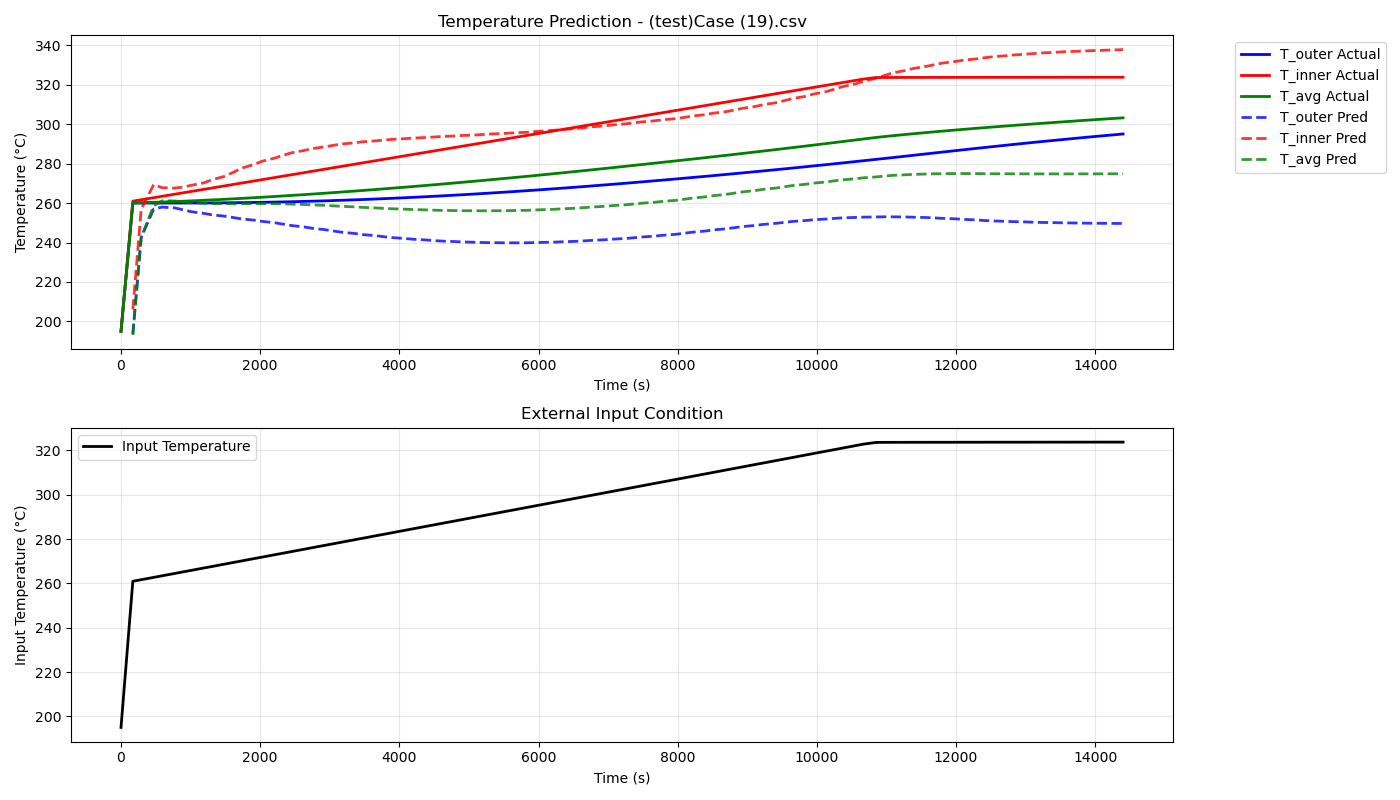 Temperature Prediction - (test)Case (19).csv
Temperature (°C)
340
320
300
280
260
240
220
200
0 2000 4000 6000 8000 10000 12000 14000
Time (s)
T_outer Actual
T_inner Actual
T_avg Actual
T_outer Pred
T_inner Pred
T_avg Pred
External Input Condition
Input Temperature
Input Temperature (°C)
320
300
280
260
240
220
200
0 2000 4000 6000 8000 10000 12000 14000
Time (s)